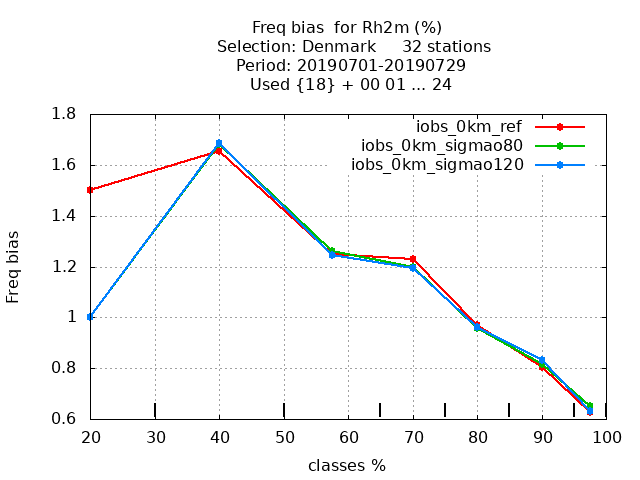 Freq bias  for Rh2m (%)
Selection: Denmark     32 stations
Period: 20190701-20190729
Used {18} + 00 01 ... 24
iobs_0km_ref
iobs_0km_sigmao80
iobs_0km_sigmao120
Freq bias
1.8
1.6
1.4
1.2
1
0.8
0.6
20 30 40 50 60 70 80 90 100
classes %